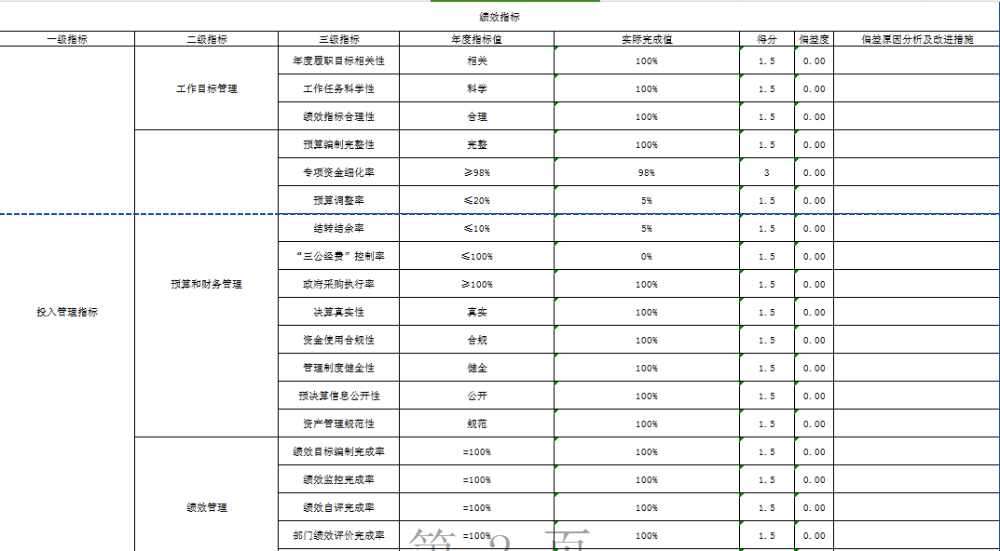 绩效指标
一级指标 二级指标 三级指标 年度指标值 实际完成值 得分 偏差度 偏差原因分析及改进措施
年度履职目标相关性 相关 100% 1.5 0.00
工作目标管理 工作任务科学性 科学 100% 1.5 0.00
绩效指标合理性 合理 100% 1.5 0.00
预算编制完整性 完整 100% 1.5 0.00
专项资金细化率 ≥98% 98% 3 0.00
预算调整率 ≤20% 5% 1.5 0.00
结转结余率 ≤10% 5% 1.5 0.00
“三公经费”控制率 ≤100% 0% 1.5 0.00
预算和财务管理 政府采购执行率 ≥100% 100% 1.5 0.00
投入管理指标 决算真实性 真实 100% 1.5 0.00
资金使用合规性 合规 100% 1.5 0.00
管理制度健全性 健全 100% 1.5 0.00
预决算信息公开性 公开 100% 1.5 0.00
资产管理规范性 规范 100% 1.5 0.00
绩效目标编制完成率 =100% 100% 1.5 0.00
绩效监控完成率 =100% 100% 1.5 0.00
绩效管理 绩效自评完成率 =100% 100% 1.5 0.00
部门绩效评价完成率 =100% 100% 1.5 0.00